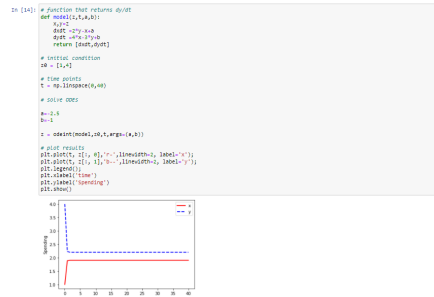 In [14]: # function that returns dy/dt
def model(z,t,a,b):
x,y=z
dxdt =2*y-x+a
dydt =4*x-3*y+b
return [dxdt,dydt]
# initial condition
z0 = [1,4]
# time points
t = np.linspace(0,40)
# solve ODEs
a=-2.5
b=-1
z = odeint(model,z0,t,args=(a,b))
# plot results
plt.plot(t, z[:, 0],'r-',linewidth=2, label='x');
plt.plot(t, z[:, 1],'b--',linewidth=2, label='y');
plt.legend();
plt.xlabel('time')
plt.ylabel('Spending')
plt.show()
4.0
3.5
3.0
2.5
2.0
1.5
1.0
Spending
x
y
0 5 10 15 20 25 30 35 40